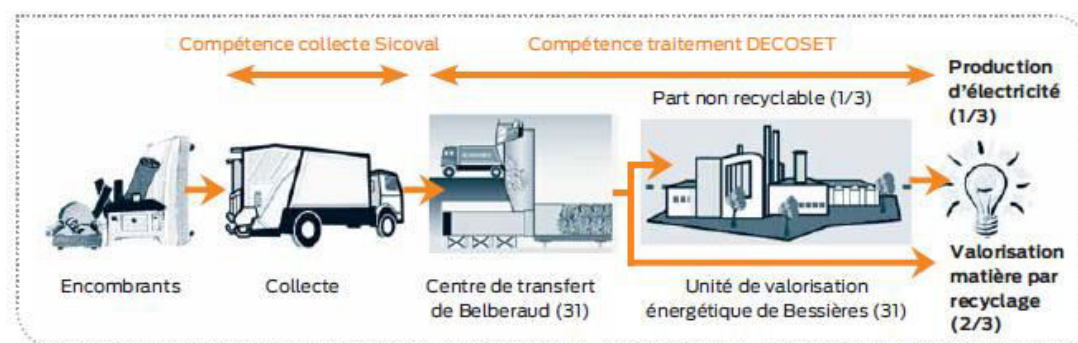 Compétence collecte Sicoval
Compétence traitement DECOSET
Production
d'électricité
(1/3)
Part non recyclable (1/3)
Encombrants
Collecte
Centre de transfert
de Belberaud (31)
Unité de valorisation
énergétique de Bessières (31)
Valorisation
matière par
recyclage
(2/3)